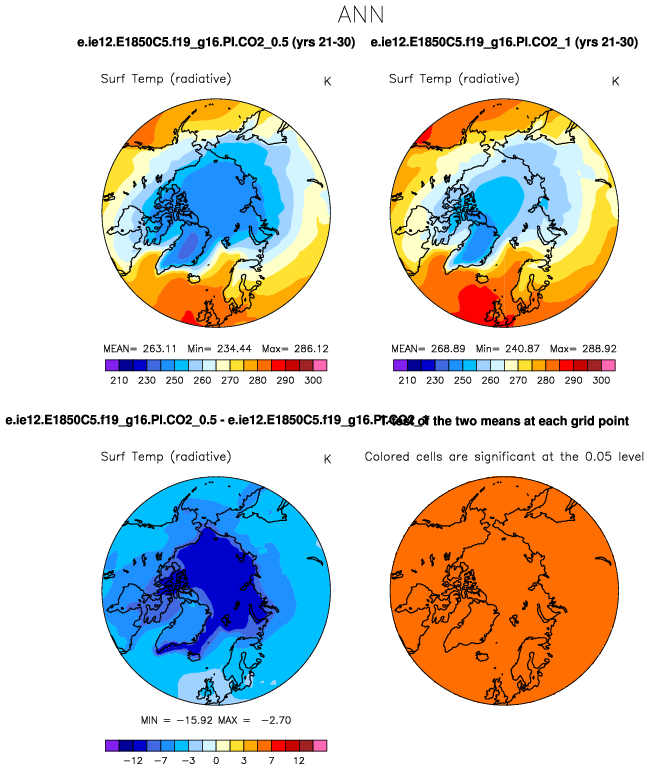 ANN
e.ie12.E1850C5.f19_g16.PI.CO2_0.5 (yrs 21-30)
e.ie12.E1850C5.f19_g16.PI.CO2_1 (yrs 21-30)
Surf Temp (radiative) K
Surf Temp (radiative) K
MEAN= 263.11 Min= 234.44 Max= 286.12
MEAN= 268.89 Min= 240.87 Max= 288.92
210 230 250 260 270 280 290 300
210 230 250 260 270 280 290 300
e.ie12.E1850C5.f19_g16.PI.CO2_0.5 - e.ie12.E1850C5.f19_g16.PI.CO2_1
T-Test of the two means at each grid point
Surf Temp (radiative) K
Colored cells are significant at the 0.05 level
MIN = -15.92 MAX = -2.70
-12 -7 -3 0 3 7 12